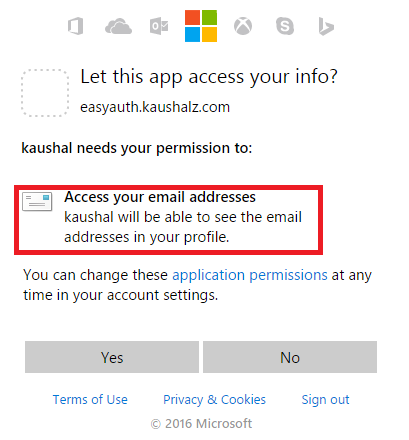 Let this app access your info?
easyauth.kaushalz.com
kaushal needs your permission to:
Access your email addresses
kaushal will be able to see the email
addresses in your profile.
You can change these application permissions at any
time in your account settings.
Yes No
Terms of Use Privacy & Cookies Sign out
© 2016 Microsoft